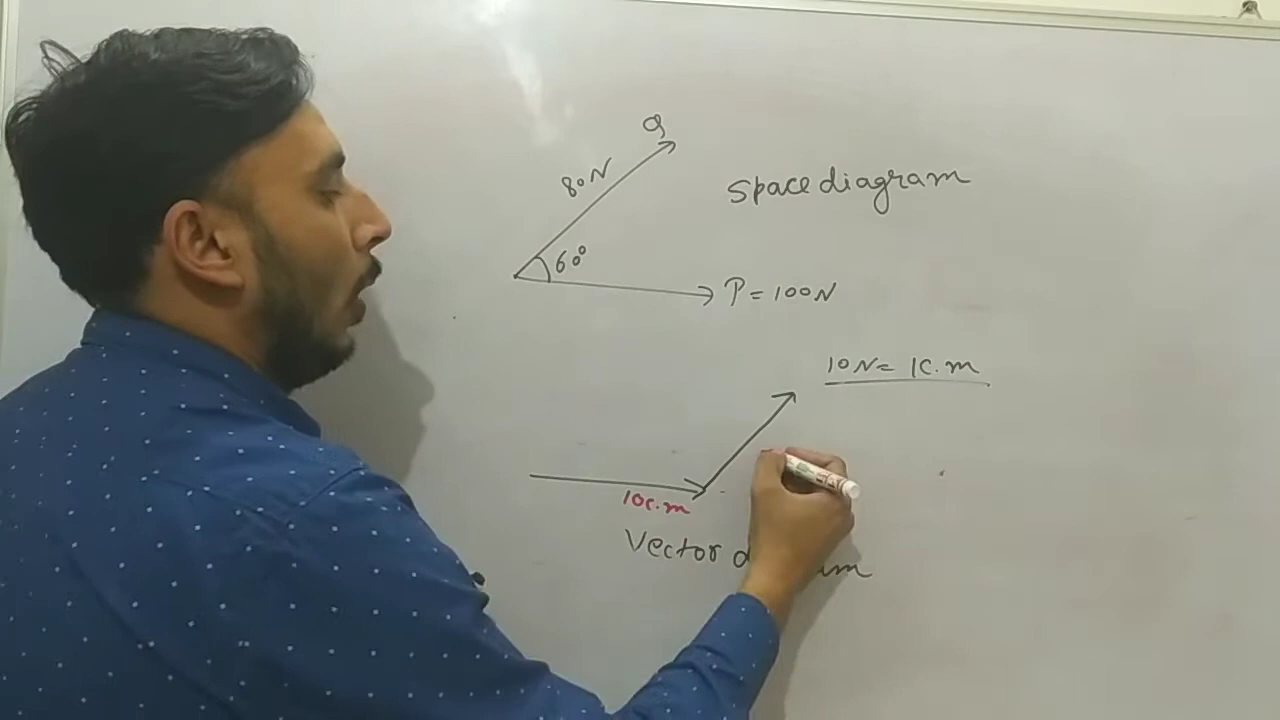 Q
80N
space diagram
60°
P = 100N
10N = 1C.m
10c.m
Vector